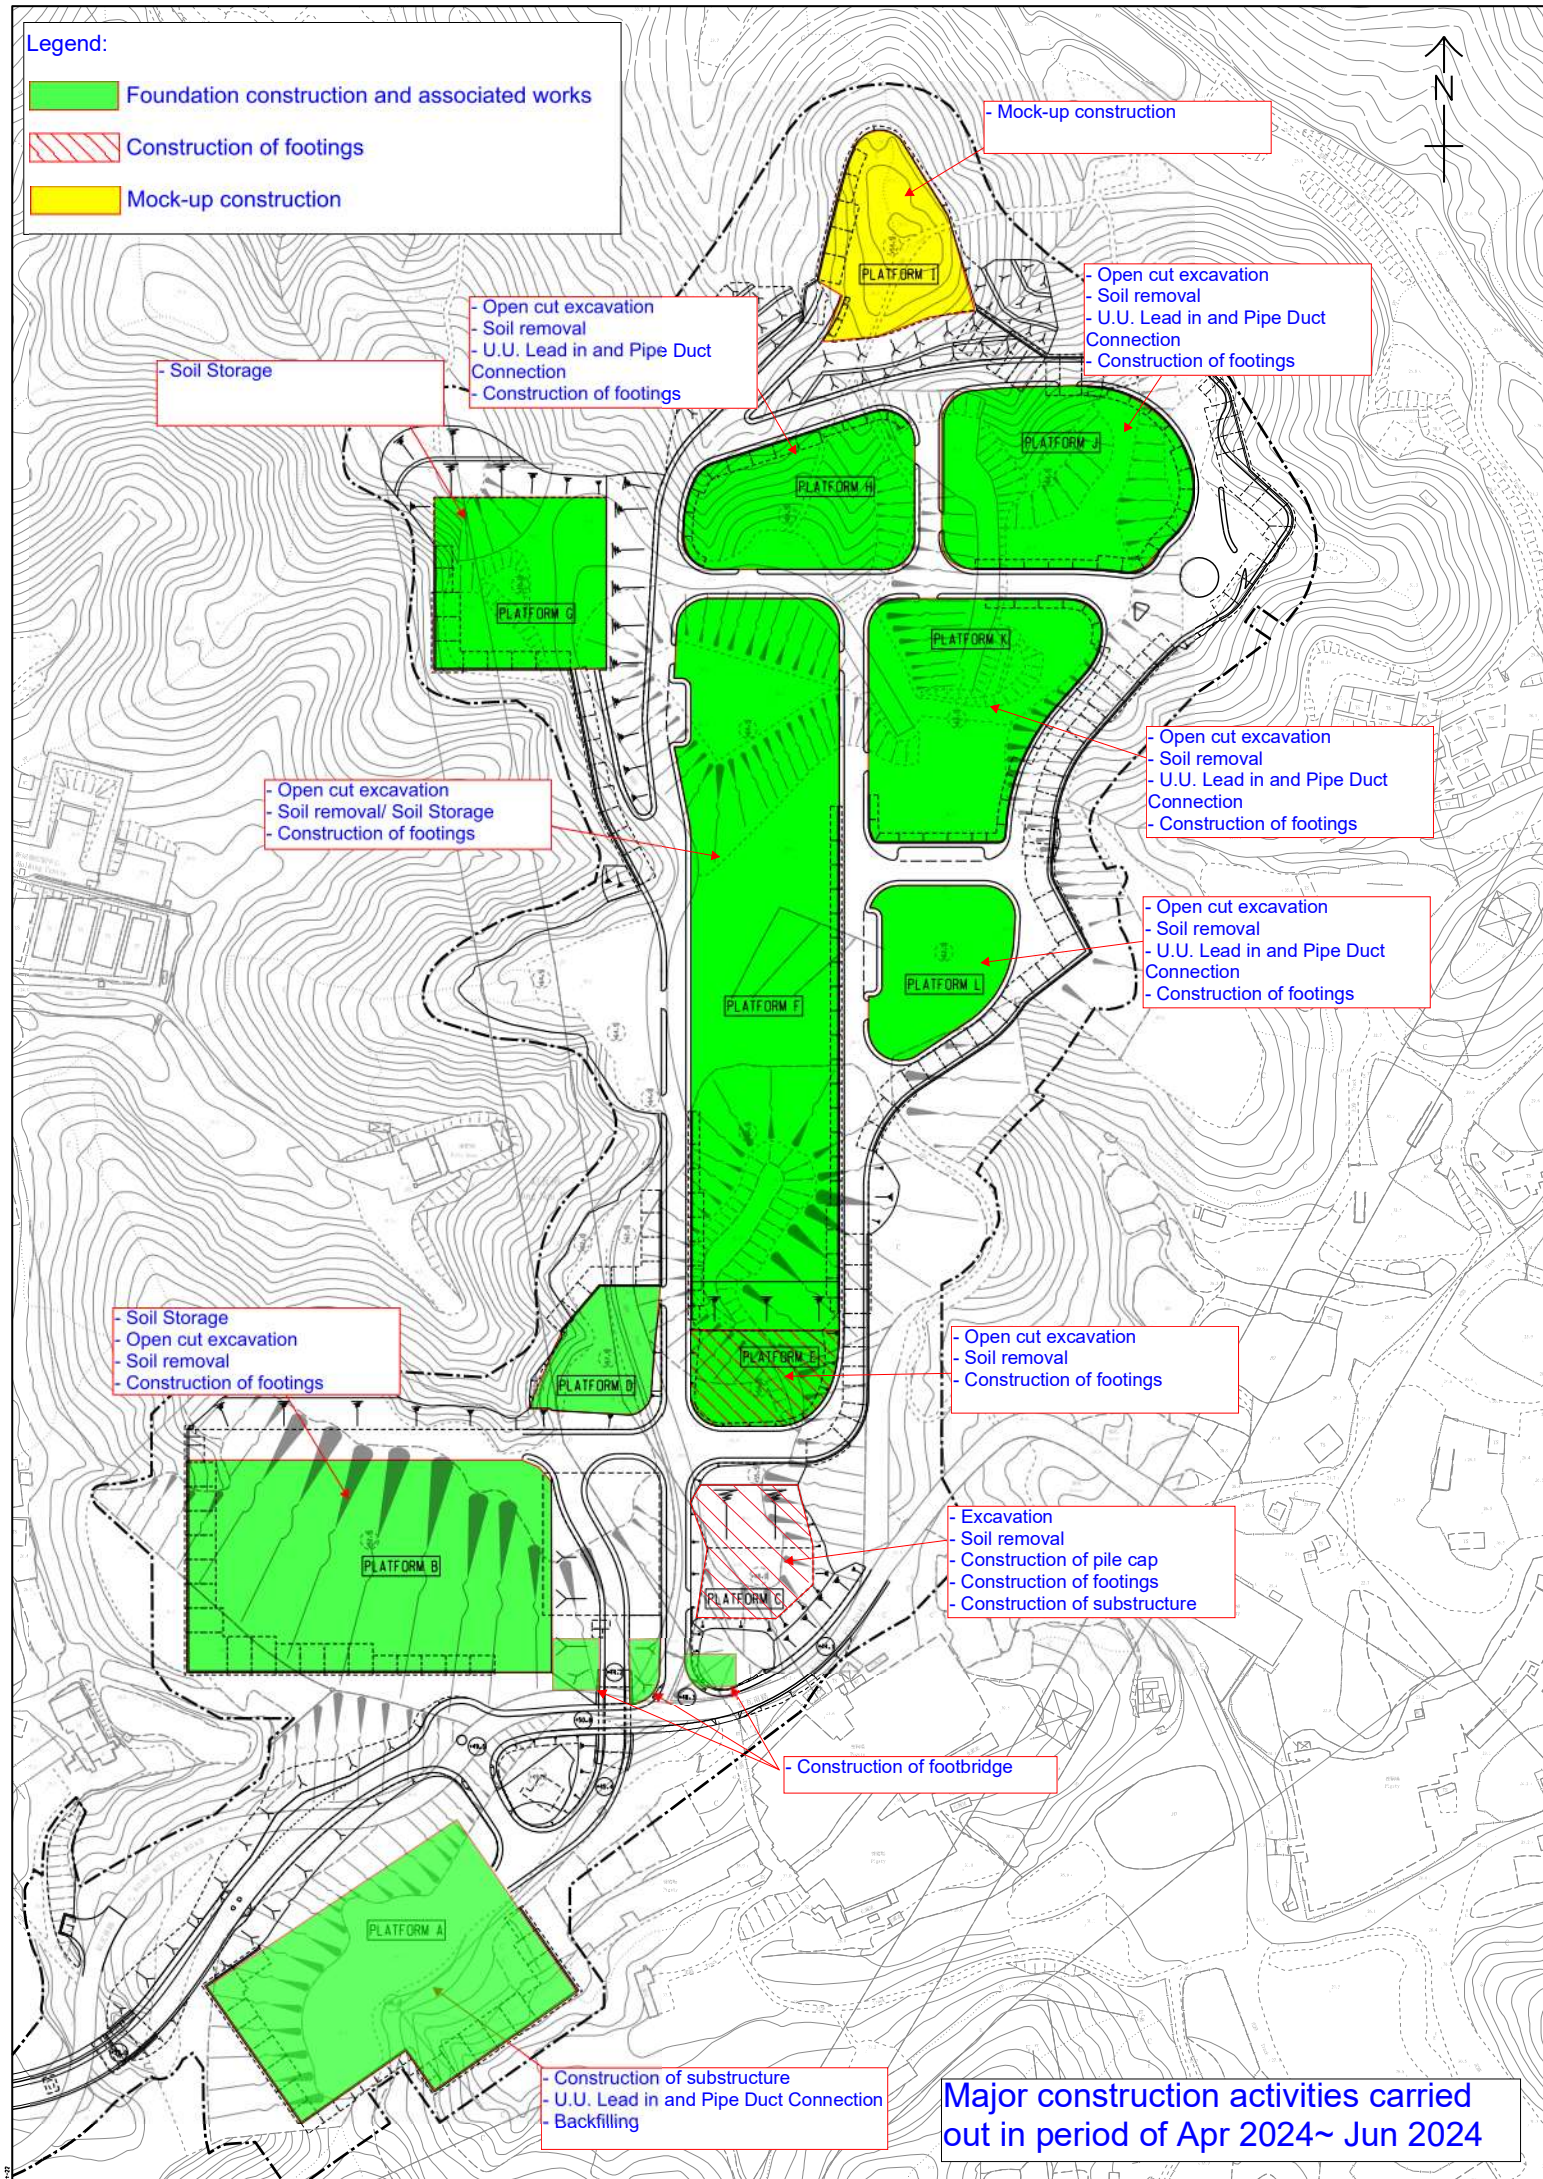 Legend:
Foundation construction and associated works
Construction of footings
Mock-up construction
N
- Mock-up construction
PLATFORM I
- Open cut excavation
- Soil removal
- U.U. Lead in and Pipe Duct
Connection
- Construction of footings
- Open cut excavation
- Soil removal
- U.U. Lead in and Pipe Duct
Connection
- Construction of footings
- Soil Storage
PLATFORM J
PLATFORM H
PLATFORM G
PLATFORM K
- Open cut excavation
- Soil removal
- U.U. Lead in and Pipe Duct
Connection
- Construction of footings
- Open cut excavation
- Soil removal/ Soil Storage
- Construction of footings
- Open cut excavation
- Soil removal
- U.U. Lead in and Pipe Duct
Connection
- Construction of footings
PLATFORM L
PLATFORM F
- Soil Storage
- Open cut excavation
- Soil removal
- Construction of footings
- Open cut excavation
- Soil removal
- Construction of footings
PLATFORM E
PLATFORM D
- Excavation
- Soil removal
- Construction of pile cap
- Construction of footings
- Construction of substructure
PLATFORM B
PLATFORM C
- Construction of footbridge
PLATFORM A
- Construction of substructure
- U.U. Lead in and Pipe Duct Connection
- Backfilling
Major construction activities carried
out in period of Apr 2024~ Jun 2024